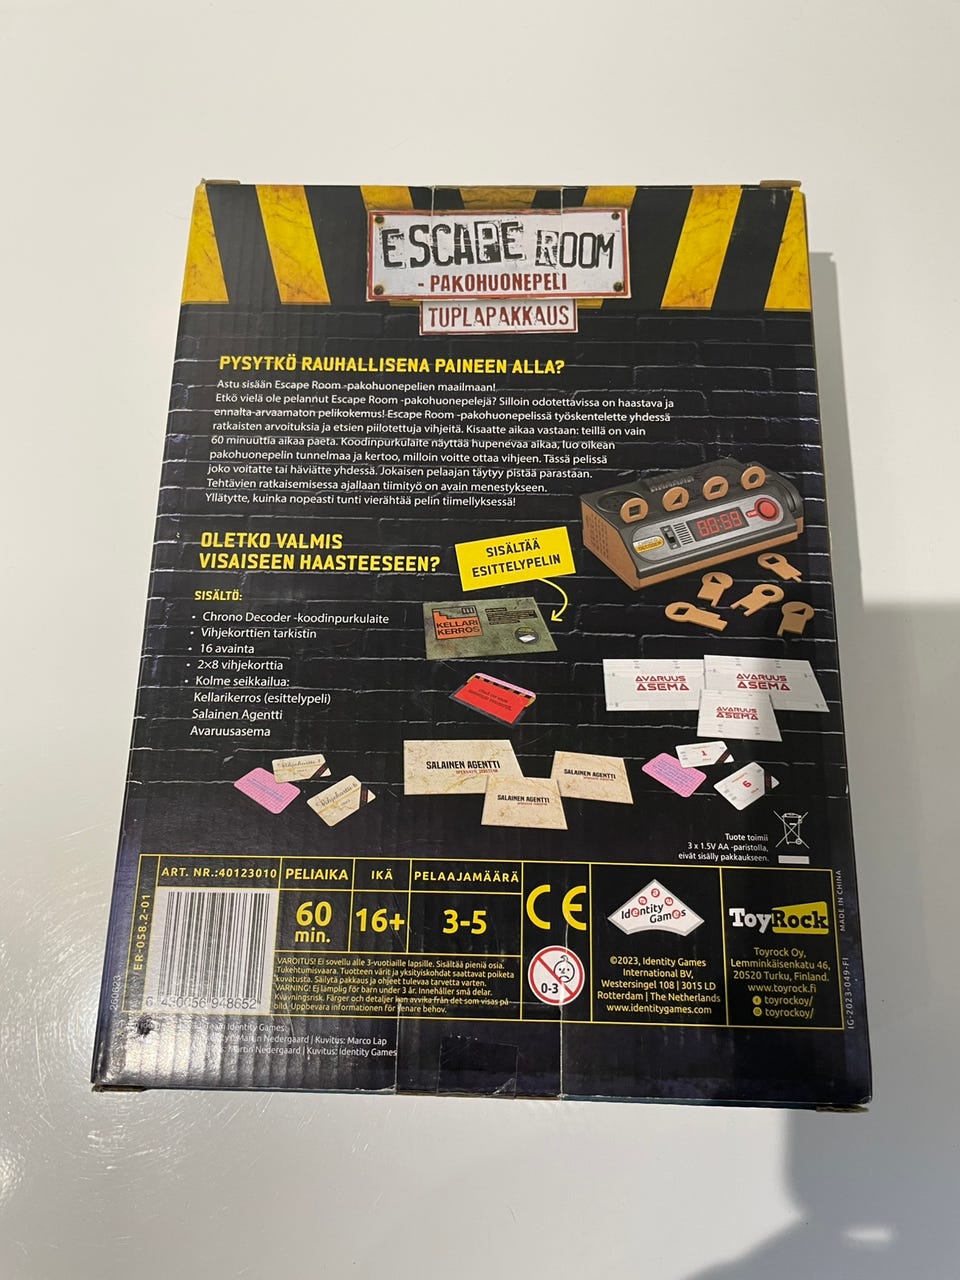 ESCAPE ROOM
- PAKOHUONEPELI
TUPLAPAKKAUS
PYSYTKÖ RAUHALLISENA PAINEEN ALLA?
Astu sisään Escape Room -pakohuonepelien maailmaan!
Etkö vielä ole pelannut Escape Room -pakohuonepelejä? Silloin odotettavissa on haastava ja
ennalta-arvaamaton pelikokemus! Escape Room -pakohuonepelissä työskentelette yhdessä
ratkaisten arvoituksia ja etsien piilotettuja vihjeitä. Kisaatte aikaa vastaan: teillä on vain
60 minuuttia aikaa paeta. Koodinpurkulaite näyttää hupenevaa aikaa, luo oikean
pakohuonepelin tunnelmaa ja kertoo, milloin voitte ottaa vihjeen. Tässä pelissä
joko voitatte tai häviätte yhdessä. Jokaisen pelaajan täytyy pistää parastaan.
Tehtävien ratkaisemisessa ajallaan tiimityö on avain menestykseen.
Yllätytte, kuinka nopeasti tunti vierähtää pelin tiimellyksessä!
OLETKO VALMIS
VISAISEEN HAASTEESEEN?
SISÄLTÄÄ
ESITTELYPELIN
SISÄLTÖ:
• Chrono Decoder -koodinpurkulaite
• Vihjekorttien tarkistin
• 16 avainta
• 2×8 vihjekorttia
• Kolme seikkailua:
Kellarikerros (esittelypeli)
Salainen Agentti
Avaruusasema
KELLARI
KERROS
AVARUUS
ASEMA
AVARUUS
ASEMA
AVARUUS
ASEMA
SALAINEN AGENTTI
SALAINEN AGENTTI
SALAINEN AGENTTI
1
6
Tuote toimii
3 x 1.5V AA -paristolla,
eivät sisälly pakkaukseen.
ART. NR.:40123010
PELIAIKA
IKÄ
PELAAJAMÄÄRÄ
60
min.
16+
3-5
CE
0-3
VAROITUS! Ei sovellu alle 3-vuotiaille lapsille. Sisältää pieniä osia.
Tukehtumisvaara. Tuotteen värit ja yksityiskohdat saattavat poiketa
kuvatusta. Säilytä pakkaus ja ohjeet tulevaa tarvetta varten.
VARNING! Ej lämplig för barn under 3 år. Innehåller små delar.
Kvävningsrisk. Färger och detaljer kan avvika från det som visas på
bild. Uppbevara informationen för senare behov.
6 430056 948652
Identity
Games
©2023, Identity Games
International BV,
Westersingel 108 | 3015 LD
Rotterdam | The Netherlands
www.identitygames.com
ToyRock
Toyrock Oy,
Lemminkäisenkatu 46,
20520 Turku, Finland.
www.toyrock.fi
toyrockoy/
toyrockoy/
MADE IN CHINA
IG-2023-049-FI
ER-058.2-01
Identity Games
Martin Nedergaard | Kuvitus: Marco Lap
Martin Nedergaard | Kuvitus: Identity Games